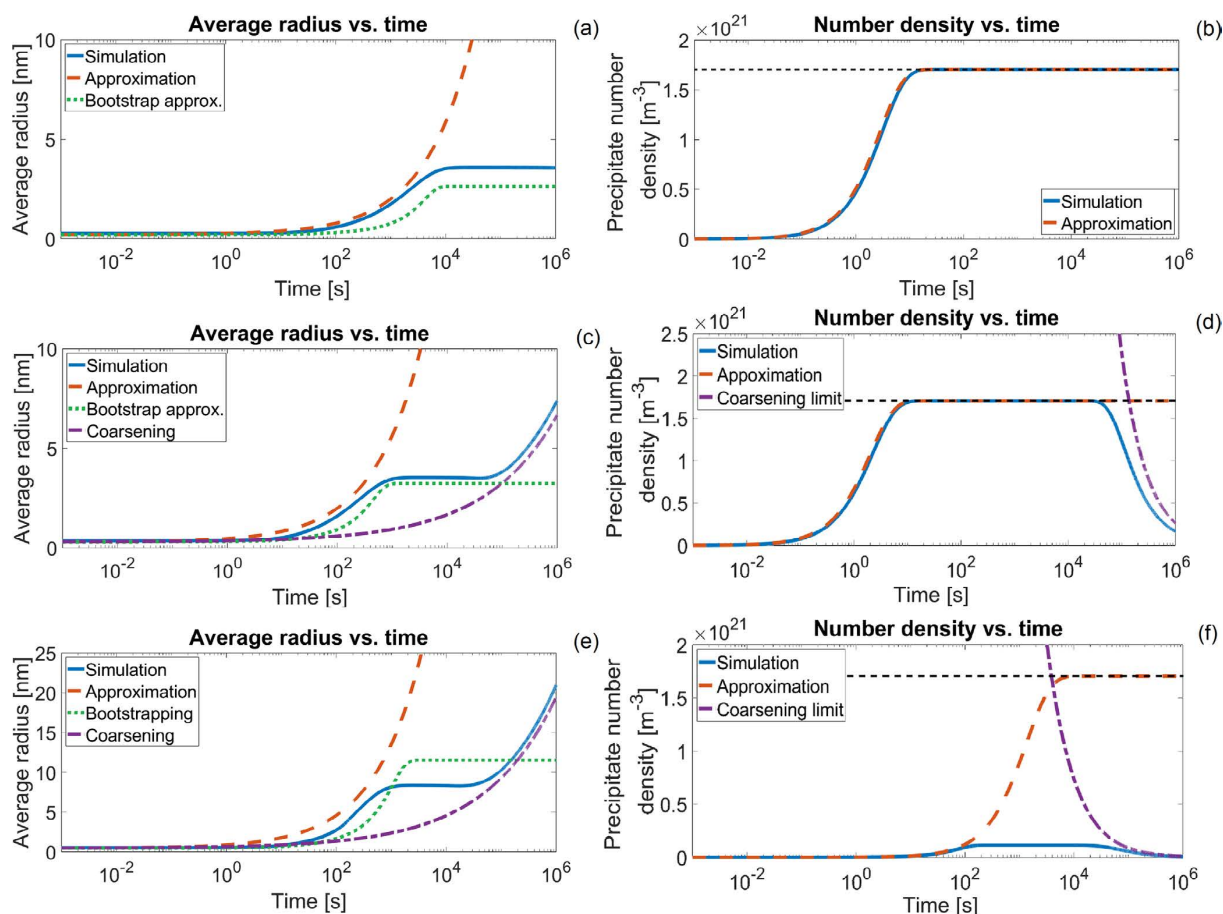 Average radius vs. time
(a)
Average radius [nm]
10
5
0
Simulation
Approximation
Bootstrap approx.
10^-2 10^0 10^2 10^4 10^6
Time [s]
Number density vs. time
(b)
×10^21
Precipitate number
density [m^-3]
2
1.5
1
0.5
0
Simulation
Approximation
10^-2 10^0 10^2 10^4 10^6
Time [s]
Average radius vs. time
(c)
Average radius [nm]
10
5
0
Simulation
Approximation
Bootstrap approx.
Coarsening
10^-2 10^0 10^2 10^4 10^6
Time [s]
Number density vs. time
(d)
×10^21
Precipitate number
density [m^-3]
2.5
2
1.5
1
0.5
0
Simulation
Appoximation
Coarsening limit
10^-2 10^0 10^2 10^4 10^6
Time [s]
Average radius vs. time
(e)
Average radius [nm]
25
20
15
10
5
0
Simulation
Approximation
Bootstrapping
Coarsening
10^-2 10^0 10^2 10^4 10^6
Time [s]
Number density vs. time
(f)
×10^21
Precipitate number
density [m^-3]
2
1.5
1
0.5
0
Simulation
Approximation
Coarsening limit
10^-2 10^0 10^2 10^4 10^6
Time [s]